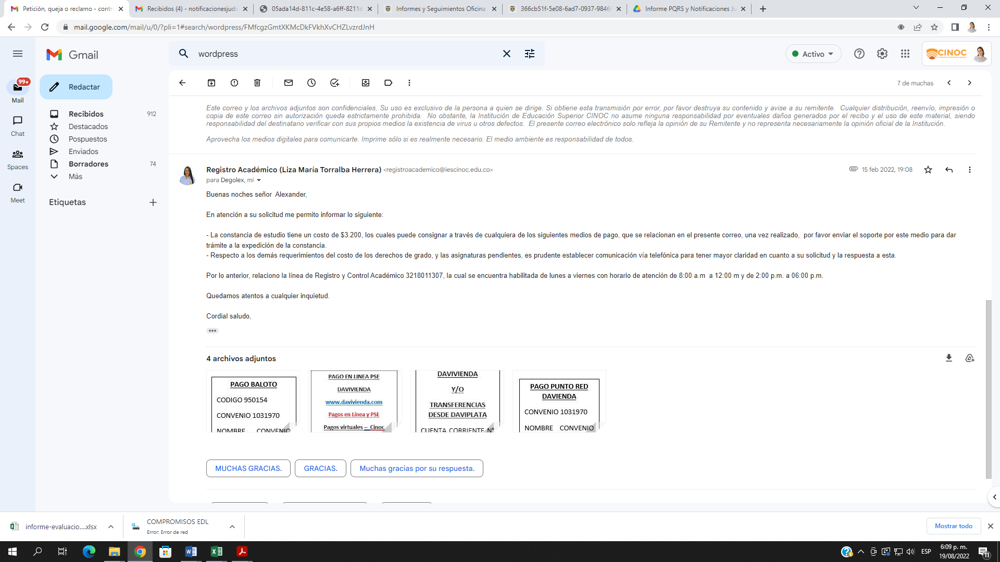 Petición, queja o reclamo - contr
Recibidos (4) - notificacionesjudic
05ada14d-811c-4e58-a6ff-8211d
Informes y Seguimientos Oficina
366cb51f-5e08-6ad7-0937-9846f
Informe PQRS y Notificaciones Ju
mail.google.com/mail/u/0/?pli=1#search/wordpress/FMfcgzGmtXKMcDkFVkhXvCHZLvzrdJnH
Gmail
wordpress
Activo
CINOC
99+
Mail
Chat
Spaces
Meet
Redactar
Recibidos 912
Destacados
Pospuestos
Enviados
Borradores 74
Más
Etiquetas
7 de muchas
Este correo y los archivos adjuntos son confidenciales. Su uso es exclusivo de la persona a quien se dirige. Si obtiene esta transmisión por error, por favor destruya su contenido y avise a su remitente. Cualquier distribución, reenvío, impresión o
copia de este correo sin autorización queda estrictamente prohibida. No obstante, la Institución de Educación Superior CINOC no asume ninguna responsabilidad por eventuales daños generados por el recibo y el uso de este material, siendo
responsabilidad del destinatario verificar con sus propios medios la existencia de virus u otros defectos. El presente correo electrónico solo refleja la opinión de su Remitente y no representa necesariamente la opinión oficial de la Institución.
Aprovecha los medios digitales para comunicarte. Imprime sólo si es realmente necesario. El medio ambiente es responsabilidad de todos.
Registro Académico (Liza María Torralba Herrera) <registroacademico@iescinoc.edu.co>
15 feb 2022, 19:08
para Degolex, mí
Buenas noches señor Alexander,
En atención a su solicitud me permito informar lo siguiente:
- La constancia de estudio tiene un costo de $3.200, los cuales puede consignar a través de cualquiera de los siguientes medios de pago, que se relacionan en el presente correo, una vez realizado, por favor enviar el soporte por este medio para dar
trámite a la expedición de la constancia.
- Respecto a los demás requerimientos del costo de los derechos de grado, y las asignaturas pendientes, es prudente establecer comunicación vía telefónica para tener mayor claridad en cuanto a su solicitud y la respuesta a esta.
Por lo anterior, relaciono la línea de Registro y Control Académico 3218011307, la cual se encuentra habilitada de lunes a viernes con horario de atención de 8:00 a.m a 12:00 m y de 2:00 p.m. a 06:00 p.m.
Quedamos atentos a cualquier inquietud.
Cordial saludo,
4 archivos adjuntos
PAGO BALOTO
CODIGO 950154
CONVENIO 1031970
NOMBRE CONVENIO
PAGO EN LINEA PSE
DAVIVIENDA
www.davivienda.com
Pagos en Línea y PSE
Pagos virtuales – Cinoc
DAVIVIENDA
Y/O
TRANSFERENCIAS
DESDE DAVIPLATA
CUENTA CORRIENTE N°
PAGO PUNTO RED
DAVIENDA
CONVENIO 1031970
NOMBRE CONVENIO
MUCHAS GRACIAS.
GRACIAS.
Muchas gracias por su respuesta.
informe-evaluacio....xlsx
COMPROMISOS EDL
Error: Error de red
Mostrar todo
ESP
6:09 p. m.
19/08/2022
11